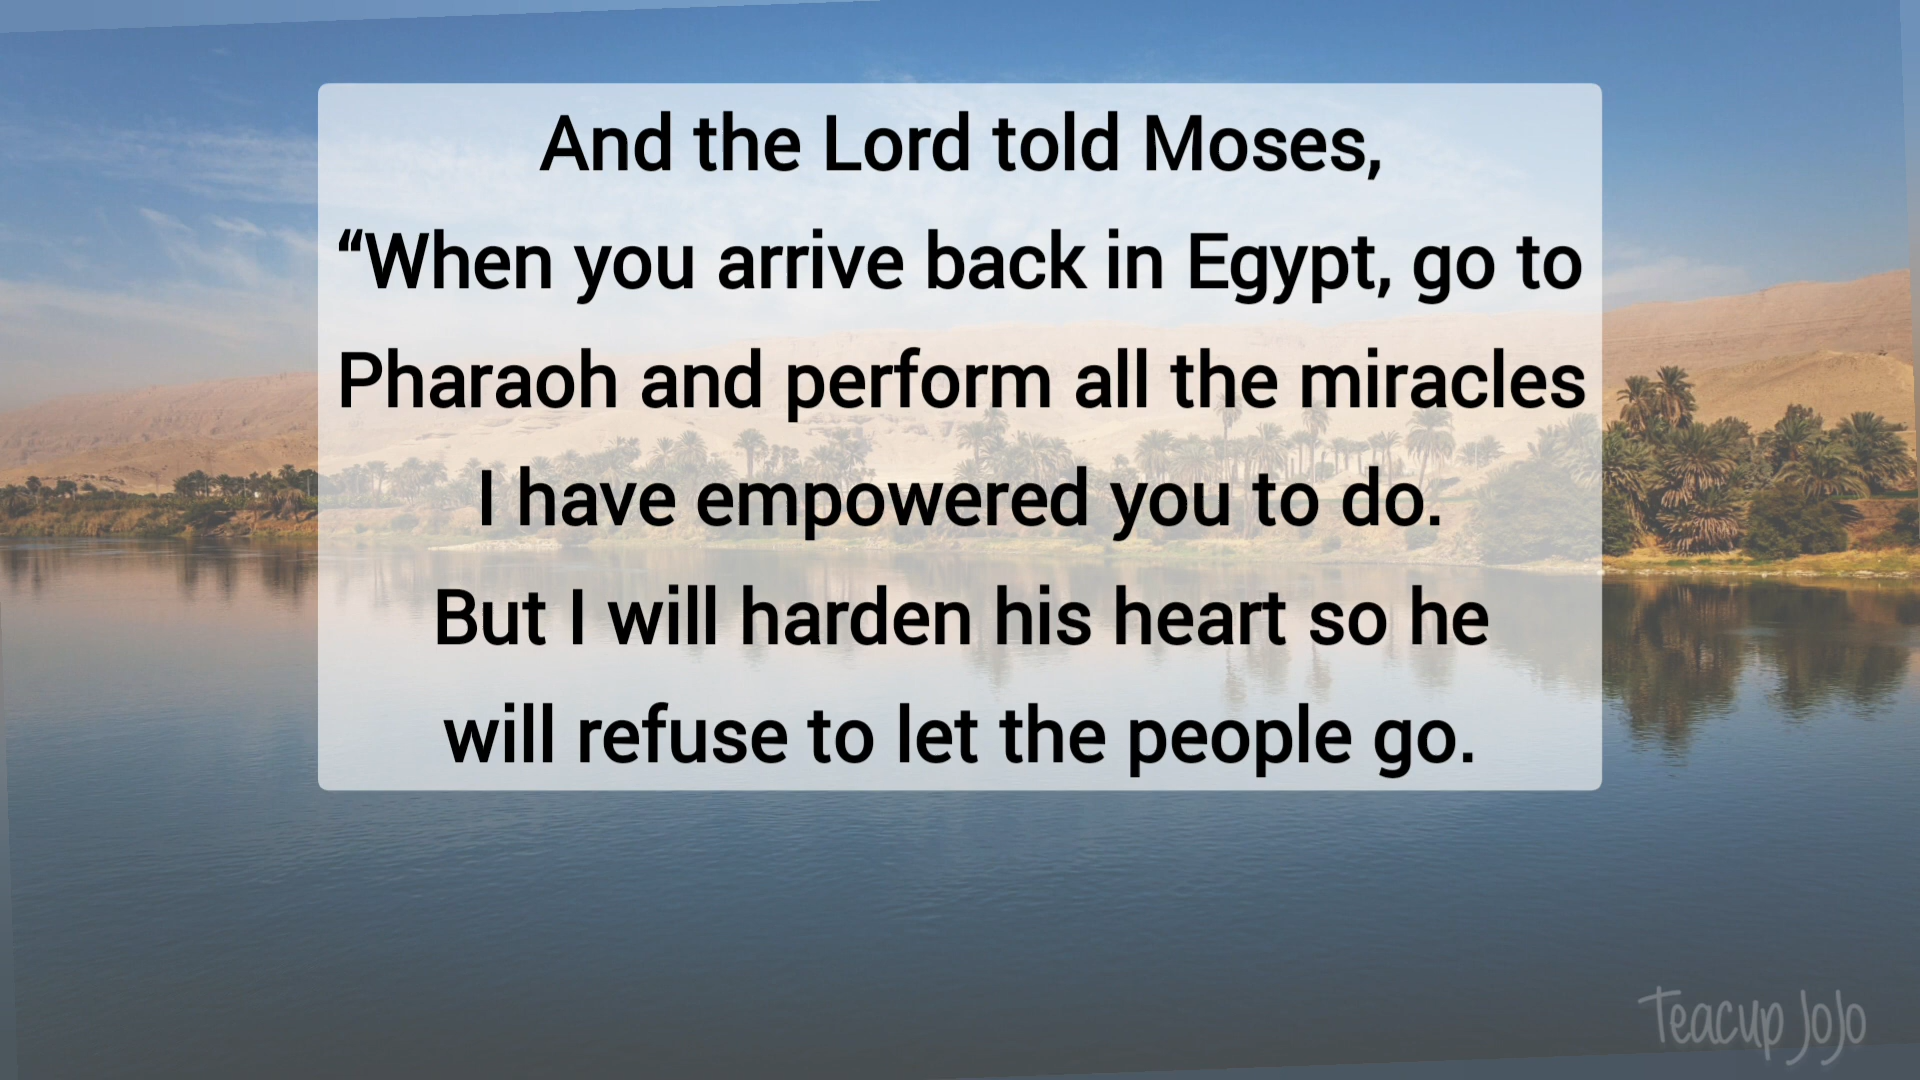 And the Lord told Moses,
“When you arrive back in Egypt, go to
Pharaoh and perform all the miracles
I have empowered you to do.
But I will harden his heart so he
will refuse to let the people go.
Teacup JoJo